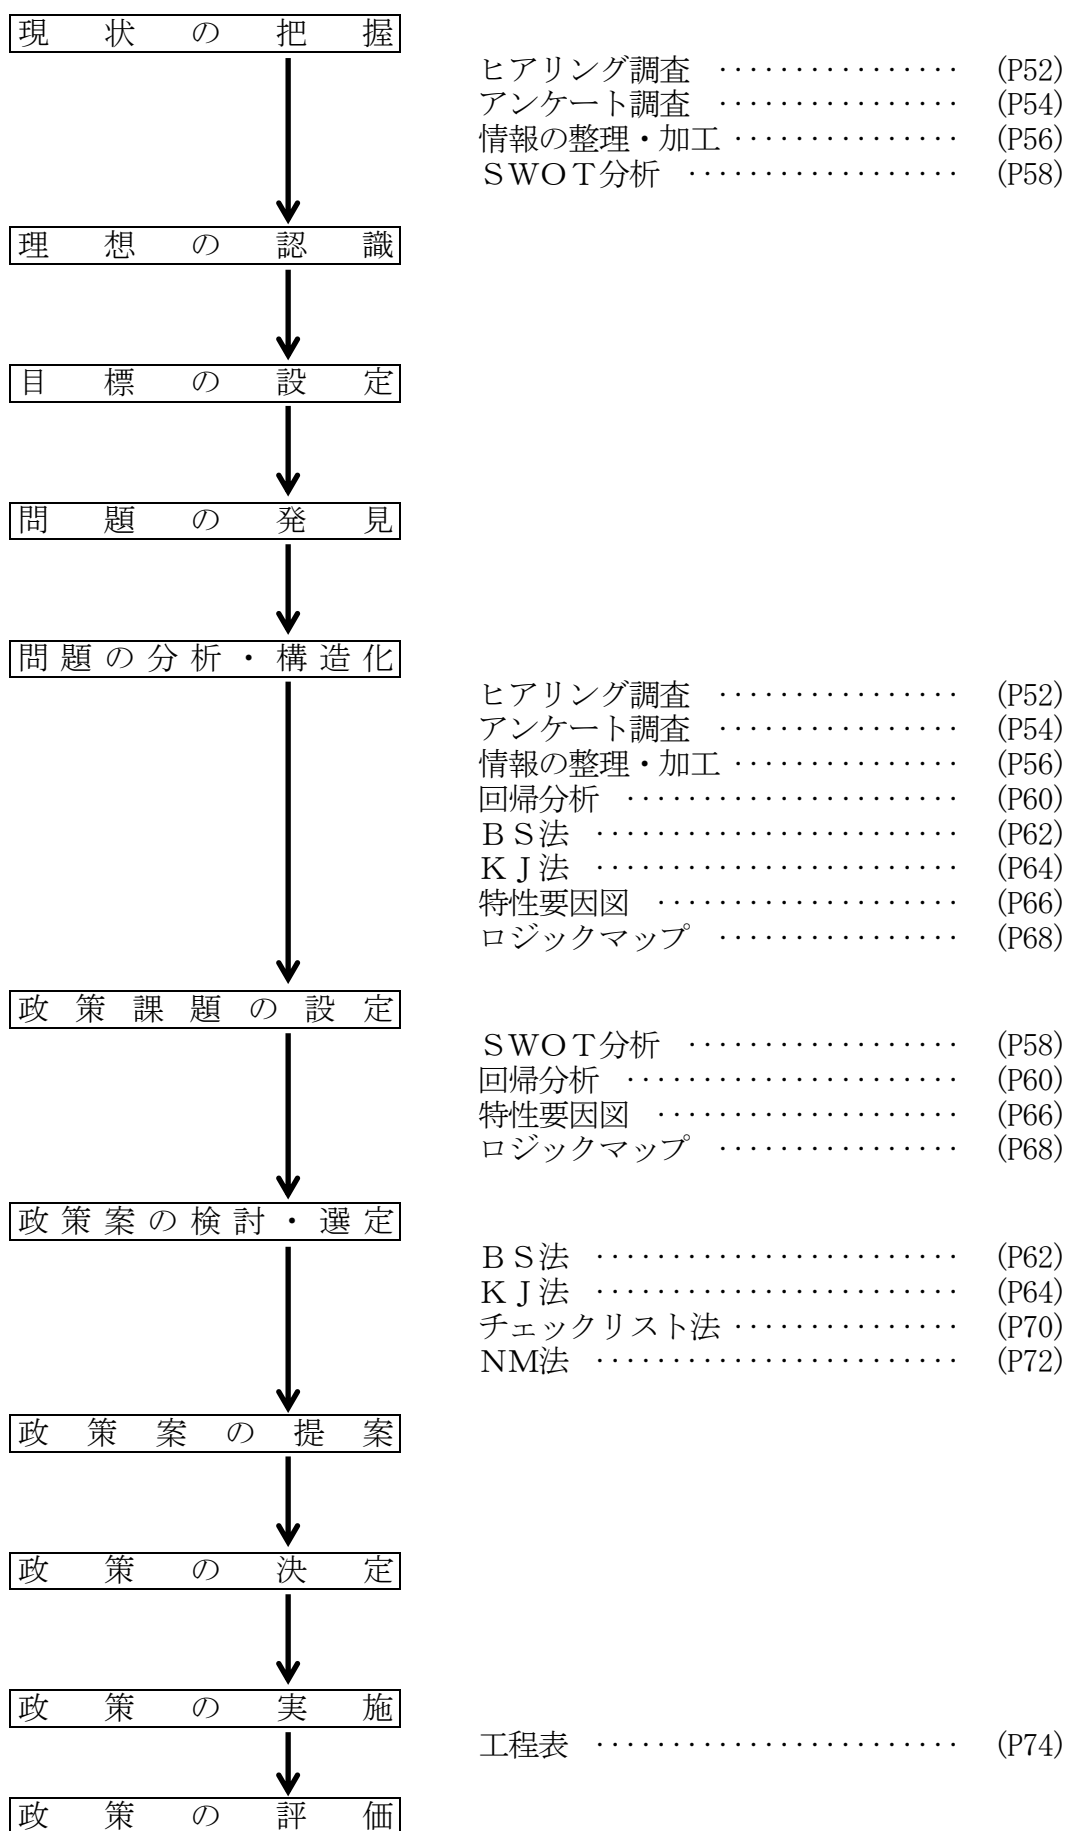 現状の把握
ヒアリング調査 ················ (P52)
アンケート調査 ················ (P54)
情報の整理・加工 ··············· (P56)
ＳＷＯＴ分析 ·················· (P58)
理想の認識
目標の設定
問題の発見
問題の分析・構造化
ヒアリング調査 ················ (P52)
アンケート調査 ················ (P54)
情報の整理・加工 ··············· (P56)
回帰分析 ······················ (P60)
ＢＳ法 ························ (P62)
ＫＪ法 ························ (P64)
特性要因図 ···················· (P66)
ロジックマップ ················ (P68)
政策課題の設定
ＳＷＯＴ分析 ·················· (P58)
回帰分析 ······················ (P60)
特性要因図 ···················· (P66)
ロジックマップ ················ (P68)
政策案の検討・選定
ＢＳ法 ························ (P62)
ＫＪ法 ························ (P64)
チェックリスト法 ··············· (P70)
ＮＭ法 ························ (P72)
政策案の提案
政策の決定
政策の実施
工程表 ························ (P74)
政策の評価